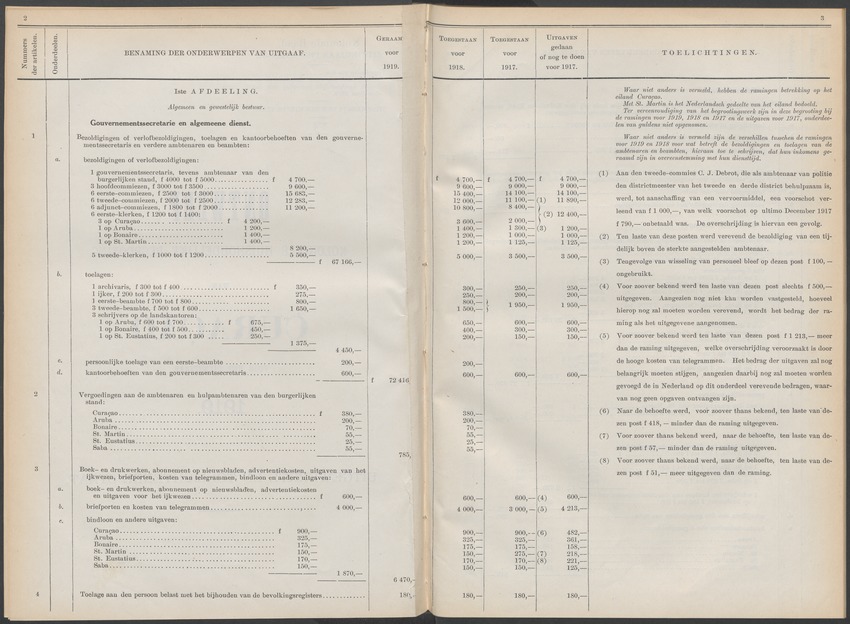 2
Nummers der artikelen.
Onderdeelen.
BENAMING DER ONDERWERPEN VAN UITGAAF.
GERAAM
voor
1919.
Iste AFDEELING.
Algemeen en gewestelijk bestuur.
Gouvernementssecretarie en algemeene dienst.
1 Bezoldigingen of verlofbezoldigingen, toelagen en kantoorbehoeften van den gouverne-
mentssecretaris en verdere ambtenaren en beambten:
a. bezoldigingen of verlofbezoldigingen:
1 gouvernementssecretaris, tevens ambtenaar van den
burgerlijken stand, f 4000 tot f 5000 f 4 700,—
3 hoofdcommiezen, f 3000 tot f 3500 9 600,—
6 eerste-commiezen, f 2500 tot f 3000 15 683,—
6 tweede-commiezen, f 2000 tot f 2500 12 283,—
6 adjunct-commiezen, f 1800 tot f 2000 11 200,—
6 eerste-klerken, f 1200 tot f 1400:
3 op Curaçao f 4 200,—
1 op Aruba 1 200,—
1 op Bonaire 1 400,—
1 op St. Martin 1 400,—
8 200,—
5 tweede-klerken, f 1000 tot f 1200 5 500,—
f 67 166,—
b. toelagen:
1 archivaris, f 300 tot f 400 f 350,—
1 ijker, f 200 tot f 300 275,—
1 eerste-beambte f 700 tot f 800 800,—
3 tweede-beambte, f 500 tot f 600 1 650,—
3 schrijvers op de landskantoren:
1 op Aruba, f 600 tot f 700 f 675,—
1 op Bonaire, f 400 tot f 500 450,—
1 op St. Eustatius, f 200 tot f 300 250,—
1 375,—
4 450,—
c. persoonlijke toelage van een eerste-beambte 200,—
d. kantoorbehoeften van den gouvernementssecretaris 600,—
f 72 416
2 Vergoedingen aan de ambtenaren en hulpambtenaren van den burgerlijken
stand:
Curaçao f 380,—
Aruba 200,—
Bonaire 70,—
St. Martin 55,—
St. Eustatius 25,—
Saba 55,—
785,
3 Boek- en drukwerken, abonnement op nieuwsbladen, advertentiekosten, uitgaven van het
ijkwezen, briefporten, kosten van telegrammen, bindloon en andere uitgaven:
a. boek- en drukwerken, abonnement op nieuwsbladen, advertentiekosten
en uitgaven voor het ijkwezen f 600,—
b. briefporten en kosten van telegrammen 4 000,—
c. bindloon en andere uitgaven:
Curaçao f 900,—
Aruba 325,—
Bonaire 175,—
St. Martin 150,—
St. Eustatius 170,—
Saba 150,—
1 870,—
6 470,-
4 Toelage aan den persoon belast met het bijhouden van de bevolkingsregisters 180,
3
TOEGESTAAN
voor
1918.
TOEGESTAAN
voor
1917.
UITGAVEN
gedaan
of nog te doen
voor 1917.
TOELICHTINGEN.
f 4 700,— f 4 700,— f 4 700,—
9 600,— 9 000,— 9 000,—
15 400,— 14 100,— 14 100,—
12 000,— 11 100,— (1) 11 890,—
10 800,— 8 400,—
(2) 12 400,—
3 600,— 2 000,—
1 400,— 1 300,— (3) 1 200,—
1 200,— 1 000,— 1 000,—
1 200,— 1 125,— 1 125,—
5 000,— 3 500,— 3 500,—
300,— 250,— 250,—
250,— 200,— 200,—
800,—
1 500,— 1 950,— 1 950,—
650,— 600,— 600,—
400,— 300,— 300,—
200,— 150,— 150,—
200,—
600,— 600,— 600,—
380,—
200,—
70,—
55,—
25,—
55,—
600,— 600,— (4) 600,—
4 000,— 3 000,— (5) 4 213,—
900,— 900,— (6) 482,—
325,— 325,— 361,—
175,— 175,— 158,—
150,— 275,— (7) 218,—
170,— 170,— (8) 221,—
150,— 150,— 125,—
180,— 180,— 180,—
Waar niet anders is vermeld, hebben de ramingen betrekking op het
eiland Curaçao.
Met St. Martin is het Nederlandsch gedeelte van het eiland bedoeld.
Ter vereenvoudiging van het begrootingswerk zijn in deze begrooting bij
de ramingen voor 1919, 1918 en 1917 en de uitgaven voor 1917, onderdee-
len van guldens niet opgenomen.
Waar niet anders is vermeld zijn de verschillen tusschen de ramingen
voor 1919 en 1918 voor wat betreft de bezoldigingen en toelagen van de
ambtenaren en beambten, hieraan toe te schrijven, dat hun inkomens ge-
raamd zijn in overeenstemming met hun diensttijd.
(1) Aan den tweede-commies C. J. Debrot, die als ambtenaar van politie
den districtmeester van het tweede en derde district behulpzaam is,
werd, tot aanschaffing van een vervoermiddel, een voorschot ver-
leend van f 1 000,—, van welk voorschot op ultimo December 1917
f 790,— onbetaald was. De overschrijding is hiervan een gevolg.
(2) Ten laste van deze posten werd verevend de bezoldiging van een tij-
delijk boven de sterkte aangestelden ambtenaar.
(3) Tengevolge van wisseling van personeel bleef op dezen post f 100,—
ongebruikt.
(4) Voor zoover bekend werd ten laste van dezen post slechts f 500,—
uitgegeven. Aangezien nog niet kan worden vastgesteld, hoeveel
hierop nog zal moeten worden verevend, werdt het bedrag der ra-
ming als het uitgegevene aangenomen.
(5) Voor zoover bekend werd ten laste van dezen post f 1 213,— meer
dan de raming uitgegeven, welke overschrijding veroorzaakt is door
de hooge kosten van telegrammen. Het bedrag der uitgaven zal nog
belangrijk moeten stijgen, aangezien daarbij nog zal moeten worden
gevoegd de in Nederland op dit onderdeel verevende bedragen, waar-
van nog geen opgaven ontvangen zijn.
(6) Naar de behoefte werd, voor zoover thans bekend, ten laste van de-
zen post f 418,— minder dan de raming uitgegeven.
(7) Voor zoover thans bekend werd, naar de behoefte, ten laste van de-
zen post f 57,— minder dan de raming uitgegeven.
(8) Voor zoover thans bekend werd, naar de behoefte, ten laste van de-
zen post f 51,— meer uitgegeven dan de raming.